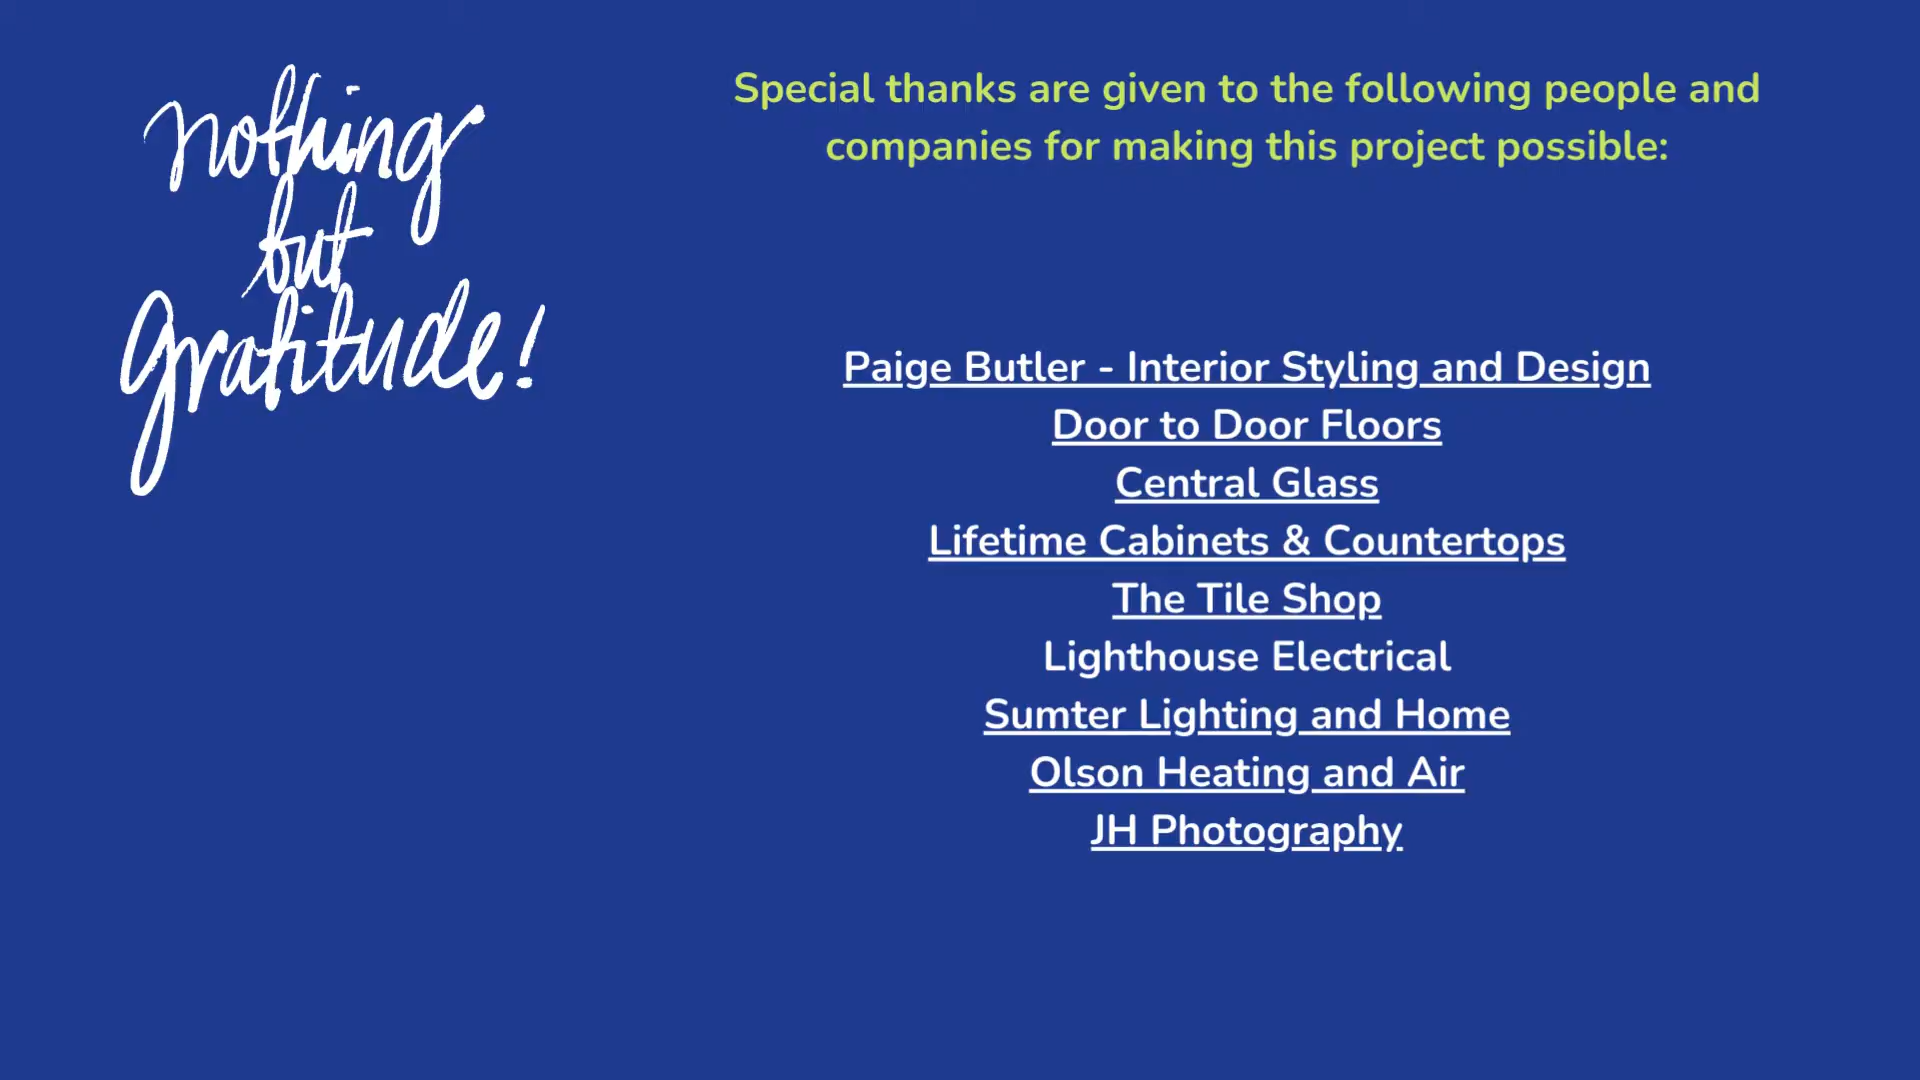 nothing
but
Gratitude!
Special thanks are given to the following people and
companies for making this project possible:
Paige Butler - Interior Styling and Design
Door to Door Floors
Central Glass
Lifetime Cabinets & Countertops
The Tile Shop
Lighthouse Electrical
Sumter Lighting and Home
Olson Heating and Air
JH Photography